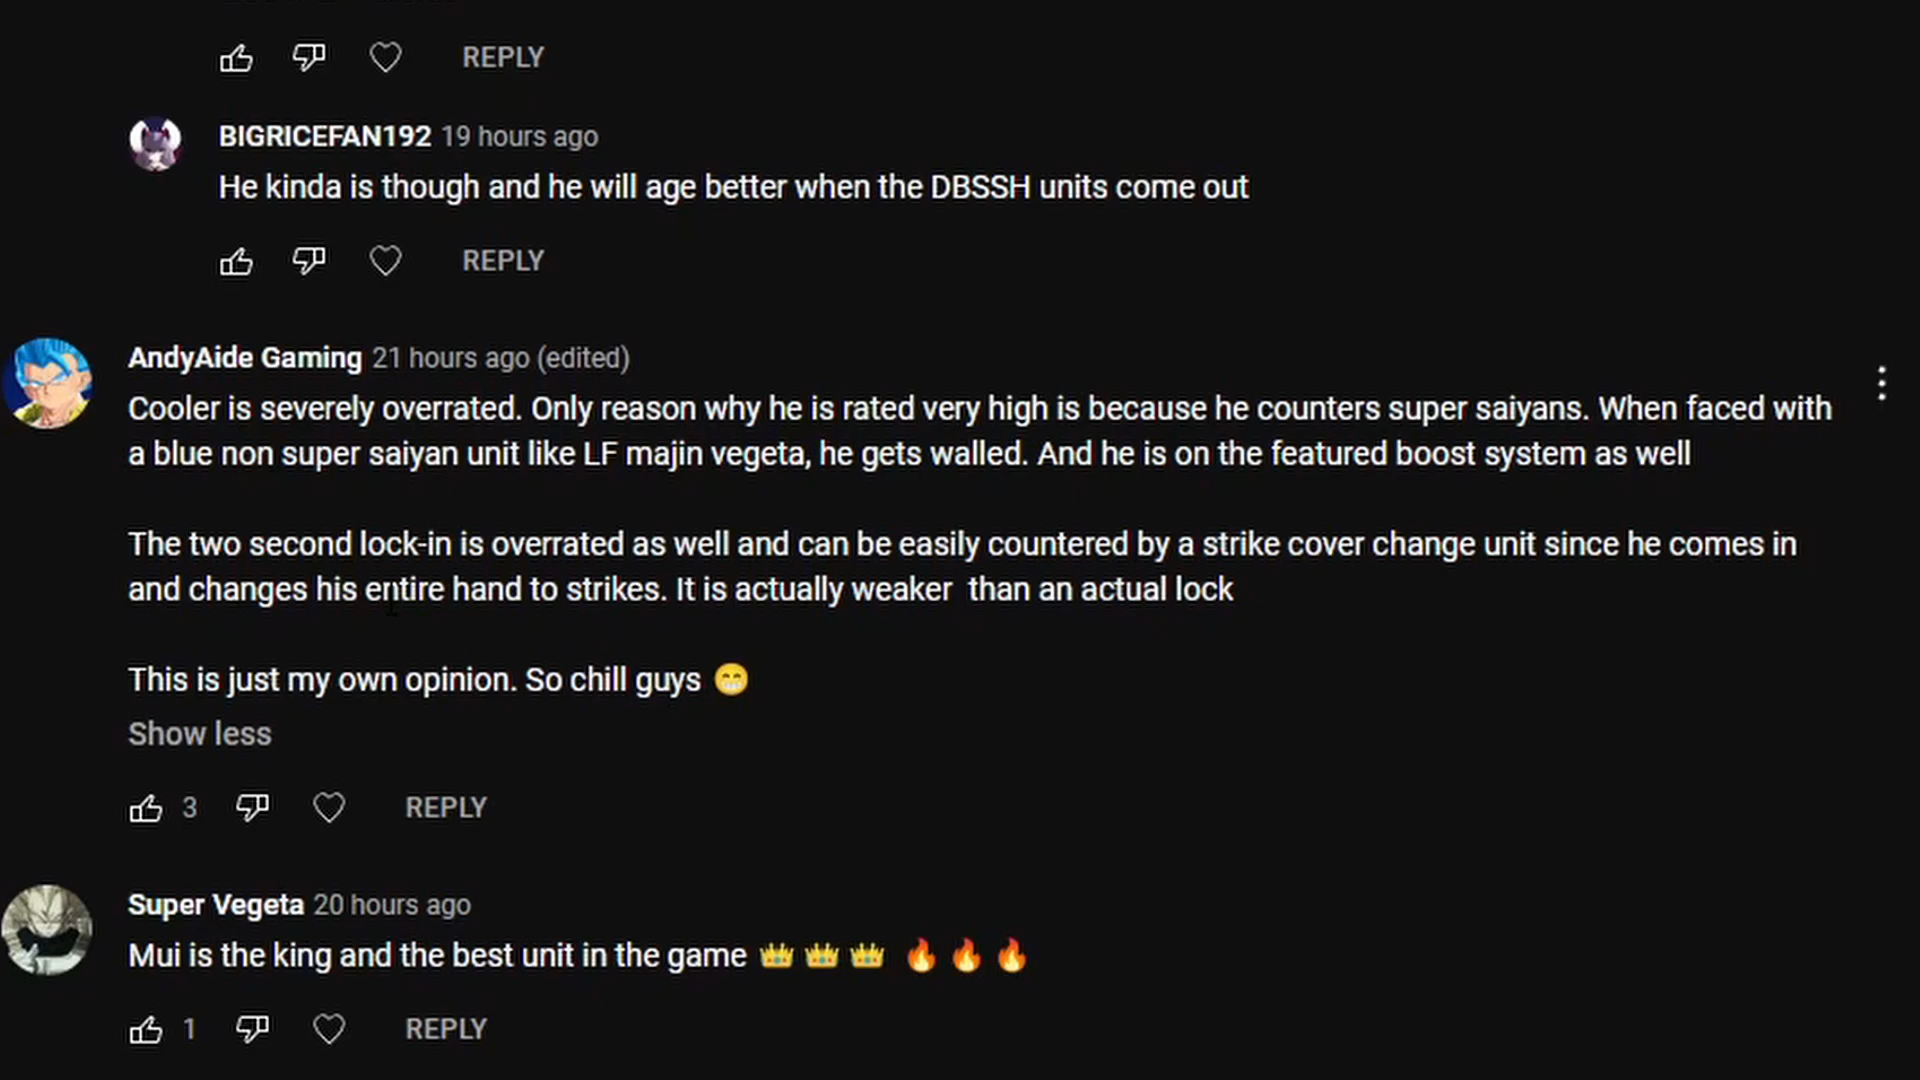 REPLY
BIGRICEFAN192 19 hours ago
He kinda is though and he will age better when the DBSSH units come out
REPLY
AndyAide Gaming 21 hours ago (edited)
Cooler is severely overrated. Only reason why he is rated very high is because he counters super saiyans. When faced with
a blue non super saiyan unit like LF majin vegeta, he gets walled. And he is on the featured boost system as well
The two second lock-in is overrated as well and can be easily countered by a strike cover change unit since he comes in
and changes his entire hand to strikes. It is actually weaker  than an actual lock
This is just my own opinion. So chill guys 😁
Show less
3 REPLY
Super Vegeta 20 hours ago
Mui is the king and the best unit in the game 👑👑👑 🔥🔥🔥
1 REPLY